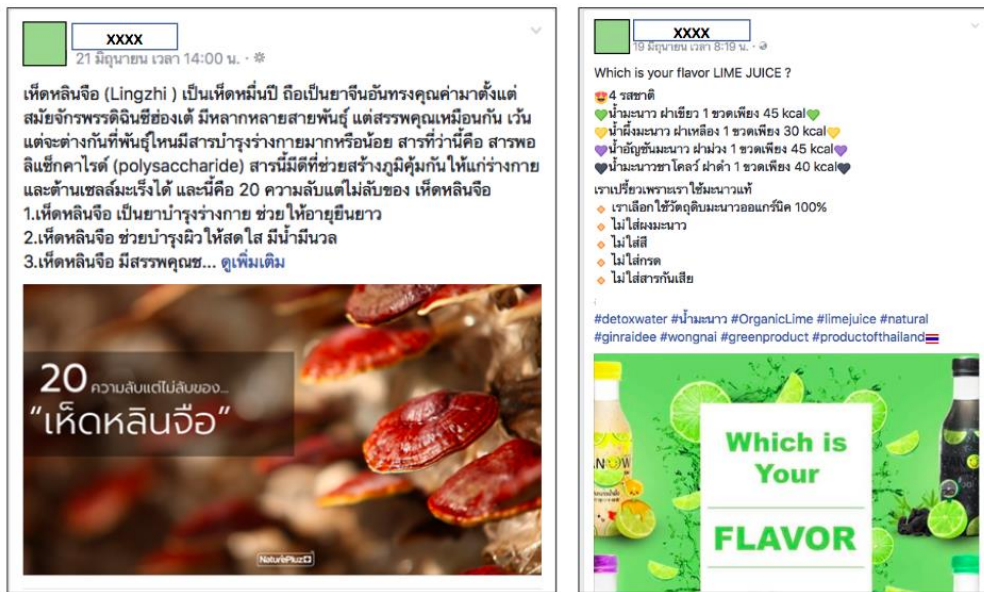 xxxx
21 มิถุนายน เวลา 14:00 น. ·
เห็ดหลินจือ (Lingzhi ) เป็นเห็ดหมื่นปี ถือเป็นยาจีนอันทรงคุณค่ามาตั้งแต่
สมัยจักรพรรดิฉินซีฮ่องเต้ มีหลากหลายสายพันธุ์ แต่สรรพคุณเหมือนกัน เว้น
แต่จะต่างกันที่พันธุ์ไหนมีสารบำรุงร่างกายมากหรือน้อย สารที่ว่านี้คือ สารพอ
ลิแซ็กคาไรด์ (polysaccharide) สารนี้มีดีที่ช่วยสร้างภูมิคุ้มกันให้แก่ร่างกาย
และต้านเซลล์มะเร็งได้ และนี่คือ 20 ความลับแต่ไม่ลับของ เห็ดหลินจือ
1.เห็ดหลินจือ เป็นยาบำรุงร่างกาย ช่วยให้อายุยืนยาว
2.เห็ดหลินจือ ช่วยบำรุงผิวให้สดใส มีน้ำมีนวล
3.เห็ดหลินจือ มีสรรพคุณช... ดูเพิ่มเติม
20 ความลับแต่ไม่ลับของ...
“เห็ดหลินจือ”
NaturePluz
xxxx
19 มิถุนายน เวลา 8:19 น. ·
Which is your flavor LIME JUICE ?
😍4 รสชาติ
💚น้ำมะนาว ฝาเขียว 1 ขวดเพียง 45 kcal💚
💛น้ำผึ้งมะนาว ฝาเหลือง 1 ขวดเพียง 30 kcal💛
💜น้ำอัญชันมะนาว ฝาม่วง 1 ขวดเพียง 45 kcal💜
🖤น้ำมะนาวชาโคลว์ ฝาดำ 1 ขวดเพียง 40 kcal🖤
เราเปรี้ยวเพราะเราใช้มะนาวแท้
🔸 เราเลือกใช้วัตถุดิบมะนาวออแกร์นิค 100%
🔸 ไม่ใส่ผงมะนาว
🔸 ไม่ใส่สี
🔸 ไม่ใส่กรด
🔸 ไม่ใส่สารกันเสีย
#detoxwater #น้ำมะนาว #OrganicLime #limejuice #natural
#ginraidee #wongnai #greenproduct #productofthailand🇹🇭
Which is
Your
FLAVOR